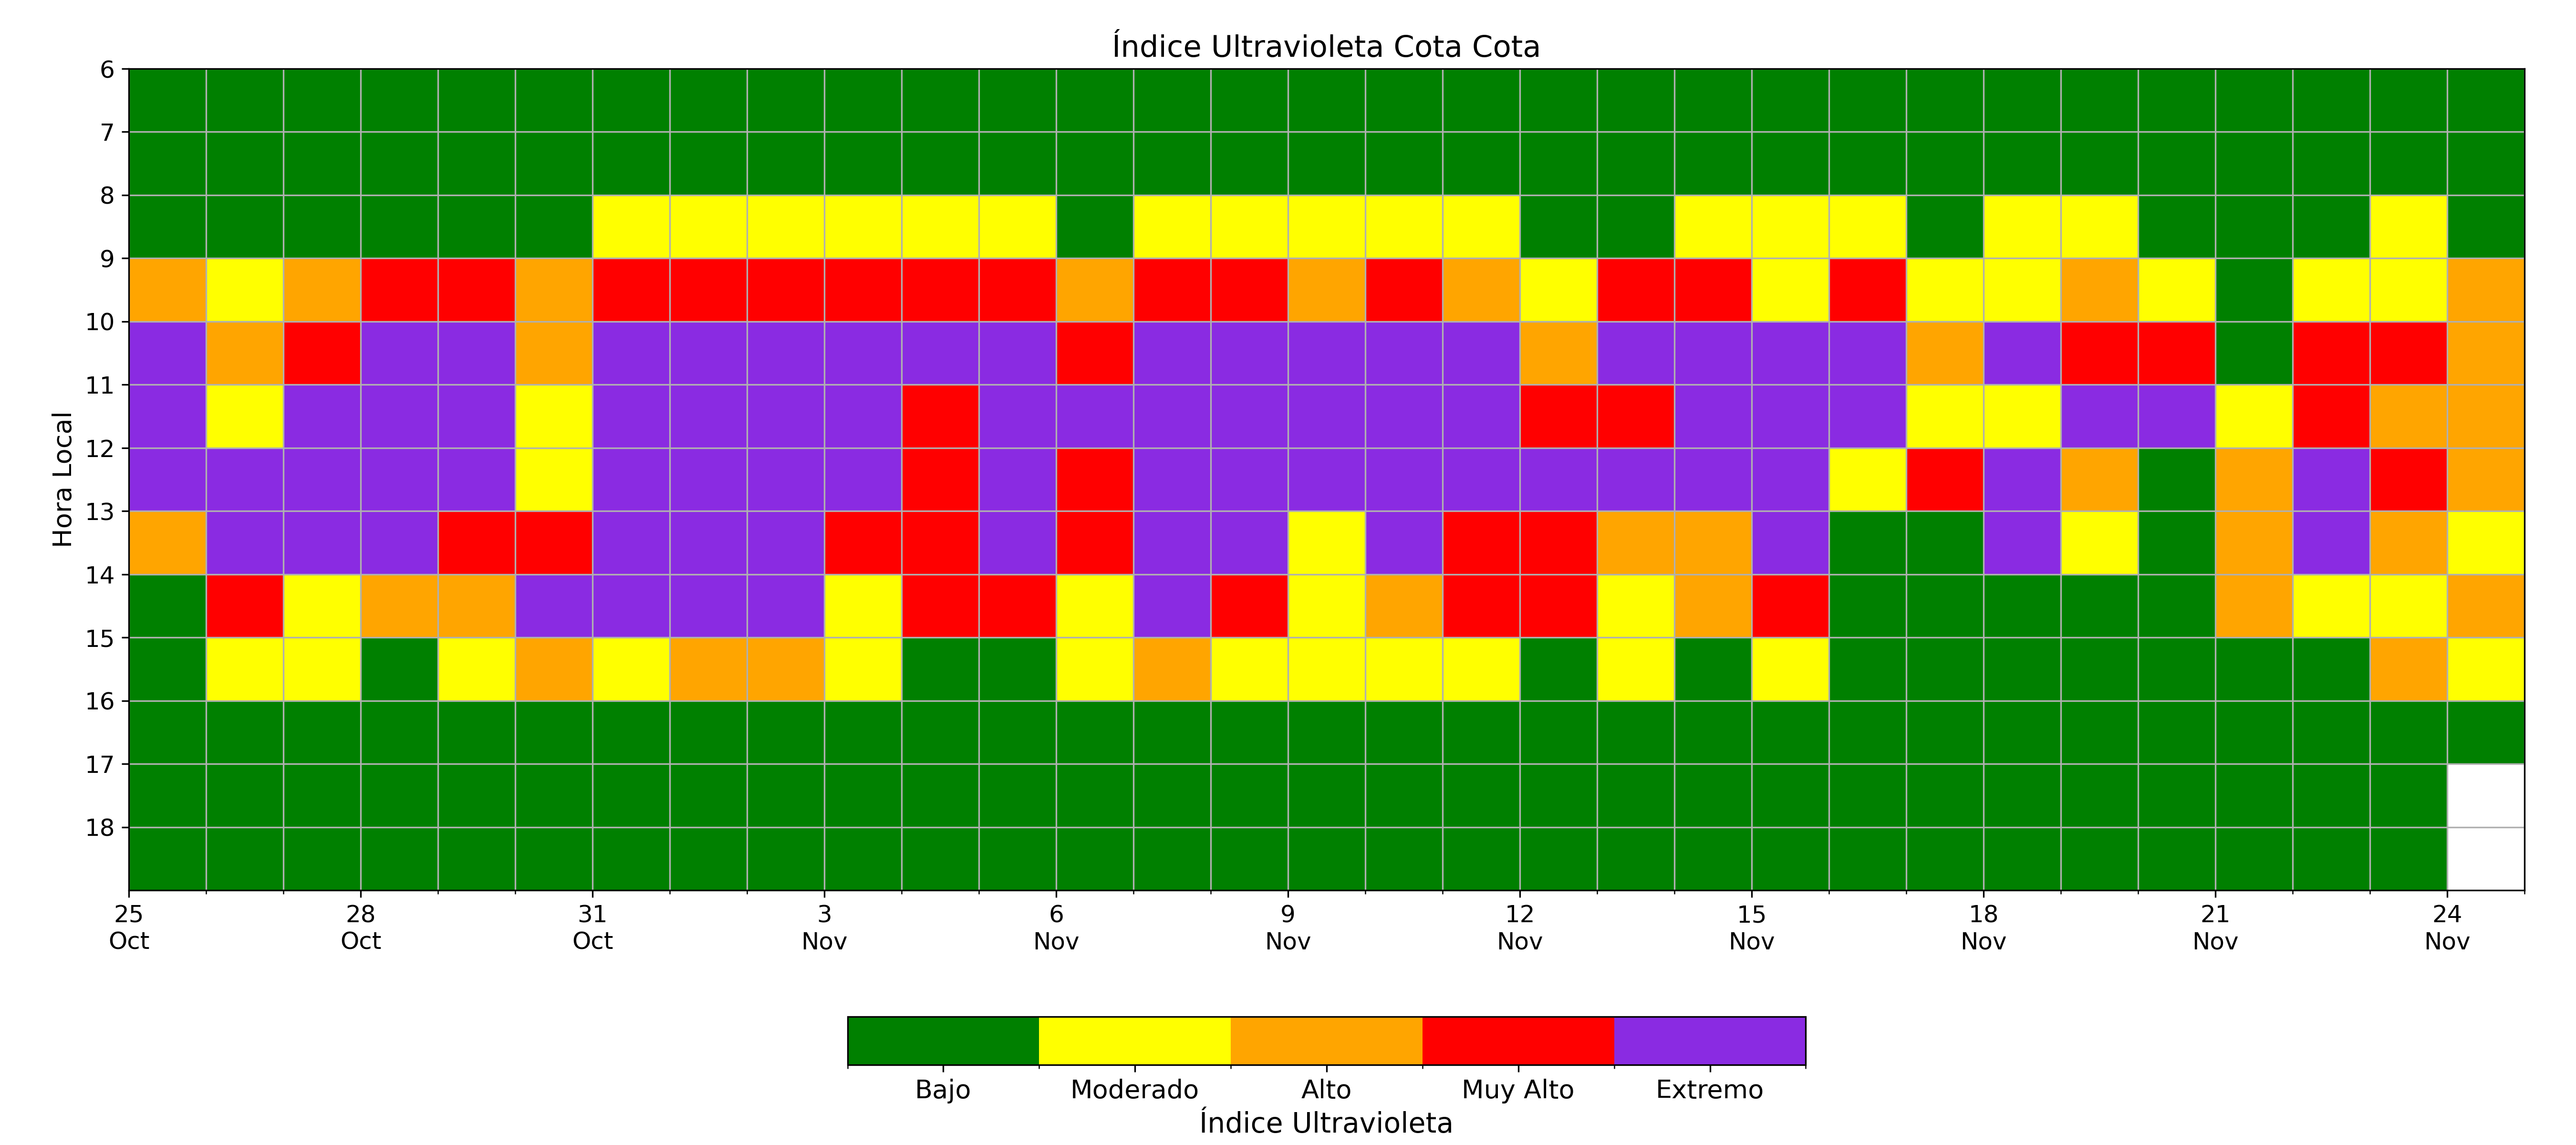 Índice Ultravioleta Cota Cota
Hora Local
6
7
8
9
10
11
12
13
14
15
16
17
18
25 28 31 3 6 9 12 15 18 21 24
Oct Oct Oct Nov Nov Nov Nov Nov Nov Nov Nov
Bajo Moderado Alto Muy Alto Extremo
Índice Ultravioleta